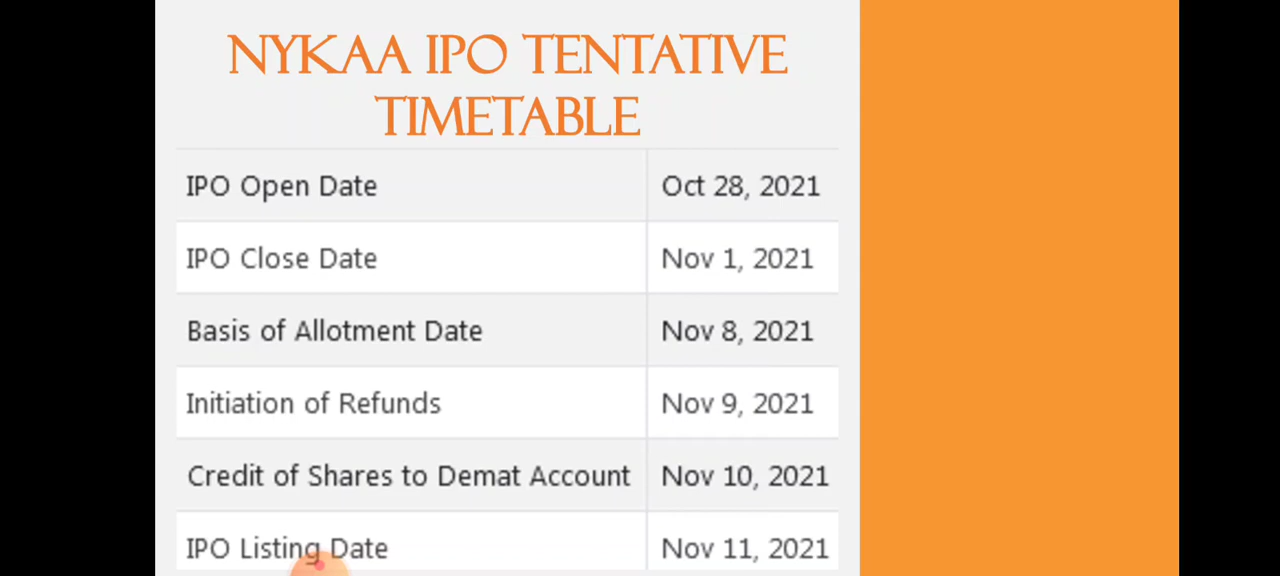 NYKAA IPO TENTATIVE
TIMETABLE
IPO Open Date Oct 28, 2021
IPO Close Date Nov 1, 2021
Basis of Allotment Date Nov 8, 2021
Initiation of Refunds Nov 9, 2021
Credit of Shares to Demat Account Nov 10, 2021
IPO Listing Date Nov 11, 2021